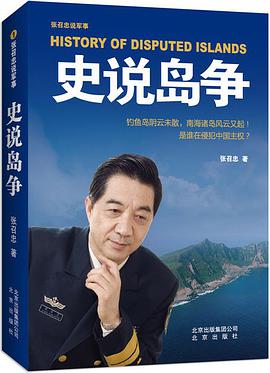 张召忠说军事
史说岛争
张召忠 著
北京出版集团公司
北京出版社
张召忠说军事
HISTORY OF DISPUTED ISLANDS
史说岛争
钓鱼岛阴云未散，南海诸岛风云又起！
是谁在侵犯中国主权？
张召忠 著
北京出版集团公司
北京出版社